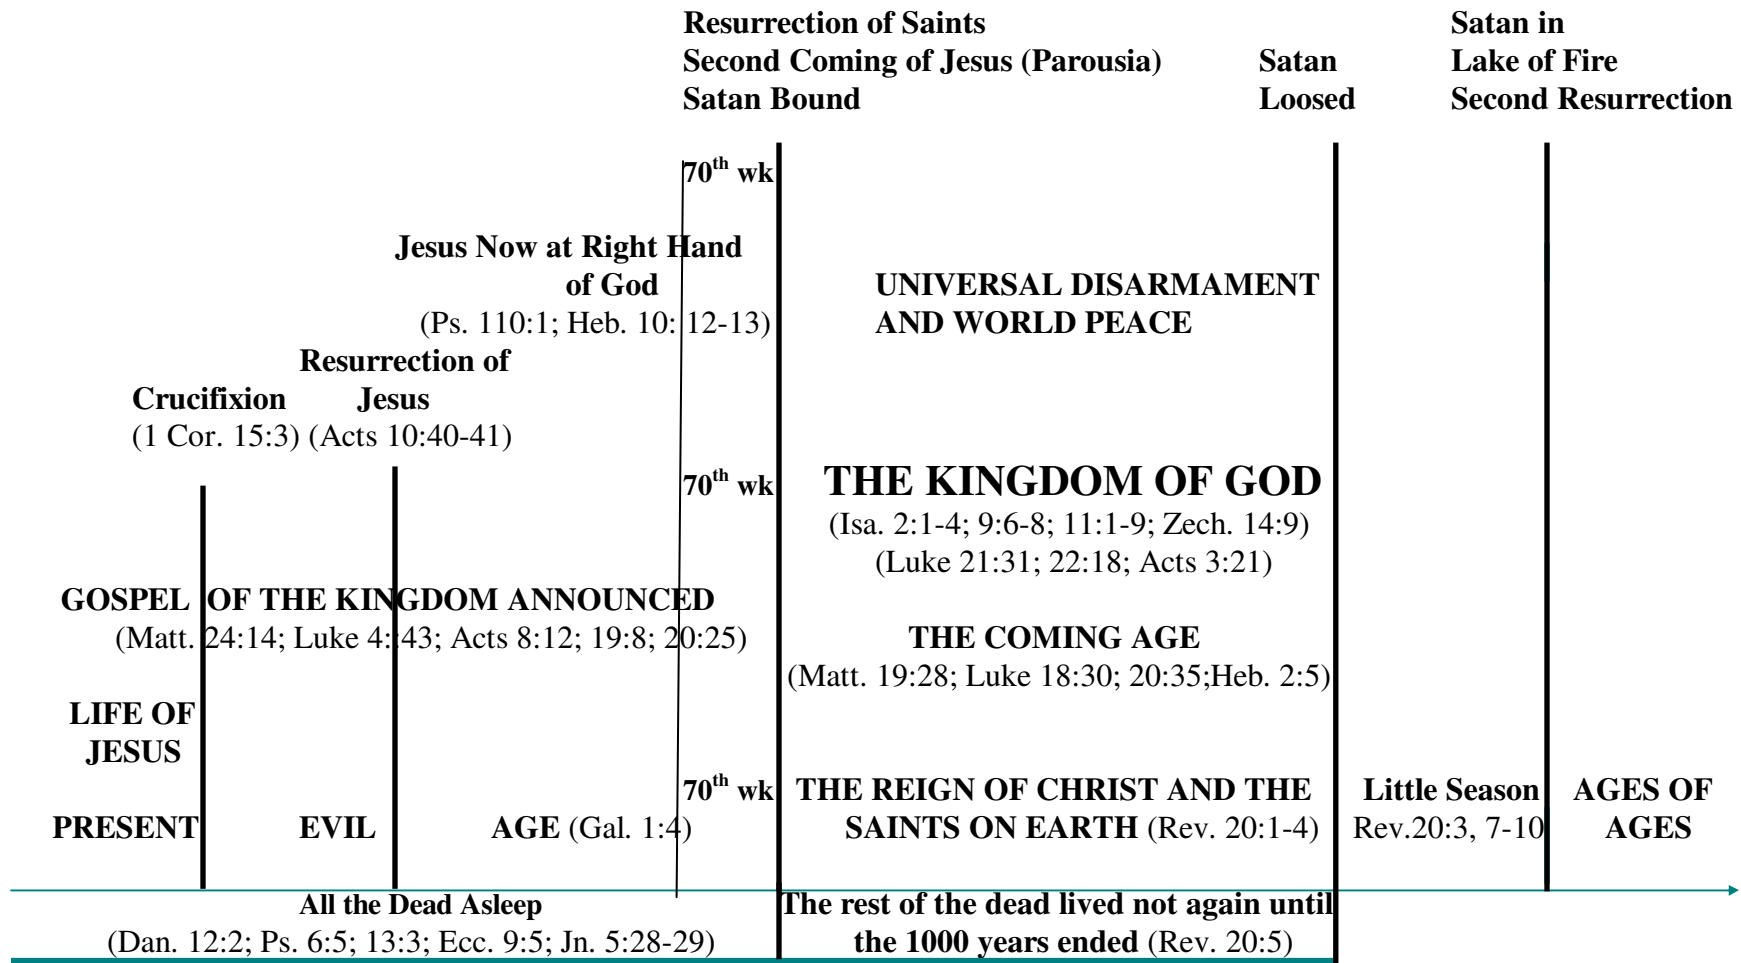 Resurrection of Saints
Second Coming of Jesus (Parousia)
Satan Bound
Satan
Loosed
Satan in
Lake of Fire
Second Resurrection
70th wk
Jesus Now at Right Hand
of God
(Ps. 110:1; Heb. 10: 12-13)
UNIVERSAL DISARMAMENT
AND WORLD PEACE
Resurrection of
Jesus
Crucifixion
(1 Cor. 15:3) (Acts 10:40-41)
70th wk
THE KINGDOM OF GOD
(Isa. 2:1-4; 9:6-8; 11:1-9; Zech. 14:9)
(Luke 21:31; 22:18; Acts 3:21)
GOSPEL OF THE KINGDOM ANNOUNCED
(Matt. 24:14; Luke 4::43; Acts 8:12; 19:8; 20:25)
THE COMING AGE
(Matt. 19:28; Luke 18:30; 20:35;Heb. 2:5)
LIFE OF
JESUS
70th wk
THE REIGN OF CHRIST AND THE
SAINTS ON EARTH (Rev. 20:1-4)
Little Season
Rev.20:3, 7-10
AGES OF
AGES
PRESENT EVIL AGE (Gal. 1:4)
All the Dead Asleep
(Dan. 12:2; Ps. 6:5; 13:3; Ecc. 9:5; Jn. 5:28-29)
The rest of the dead lived not again until
the 1000 years ended (Rev. 20:5)